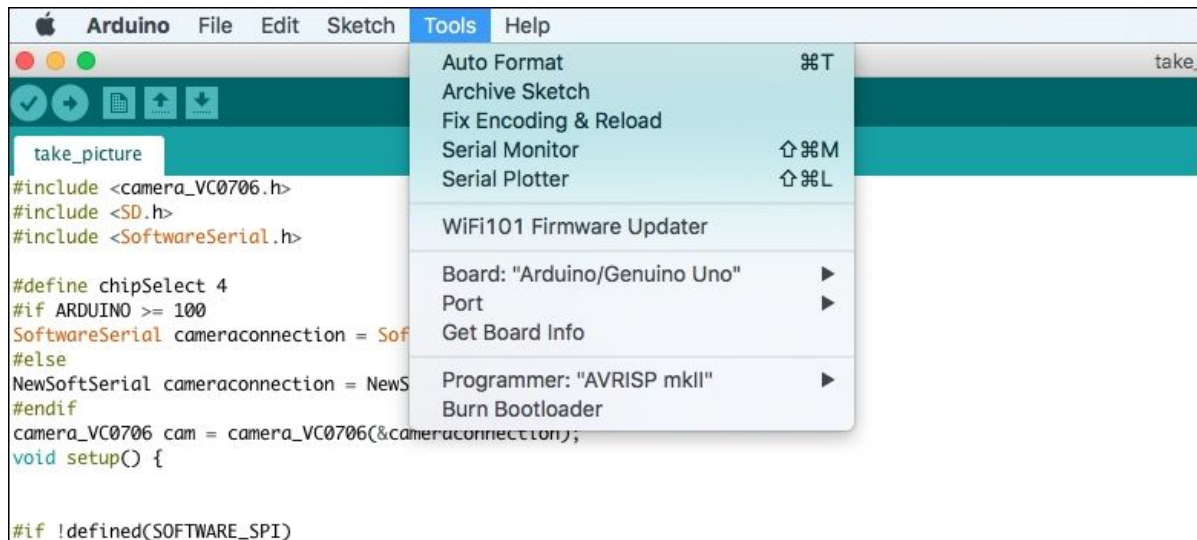 Arduino File Edit Sketch Tools Help
take_
Auto Format ⌘T
Archive Sketch
Fix Encoding & Reload
Serial Monitor ⇧⌘M
Serial Plotter ⇧⌘L
WiFi101 Firmware Updater
Board: "Arduino/Genuino Uno" ▶
Port ▶
Get Board Info
Programmer: "AVRISP mkII" ▶
Burn Bootloader
take_picture
#include <camera_VC0706.h>
#include <SD.h>
#include <SoftwareSerial.h>
#define chipSelect 4
#if ARDUINO >= 100
SoftwareSerial cameraconnection = Sof
#else
NewSoftSerial cameraconnection = NewS
#endif
camera_VC0706 cam = camera_VC0706(&cameraconnection);
void setup() {
#if !defined(SOFTWARE_SPI)